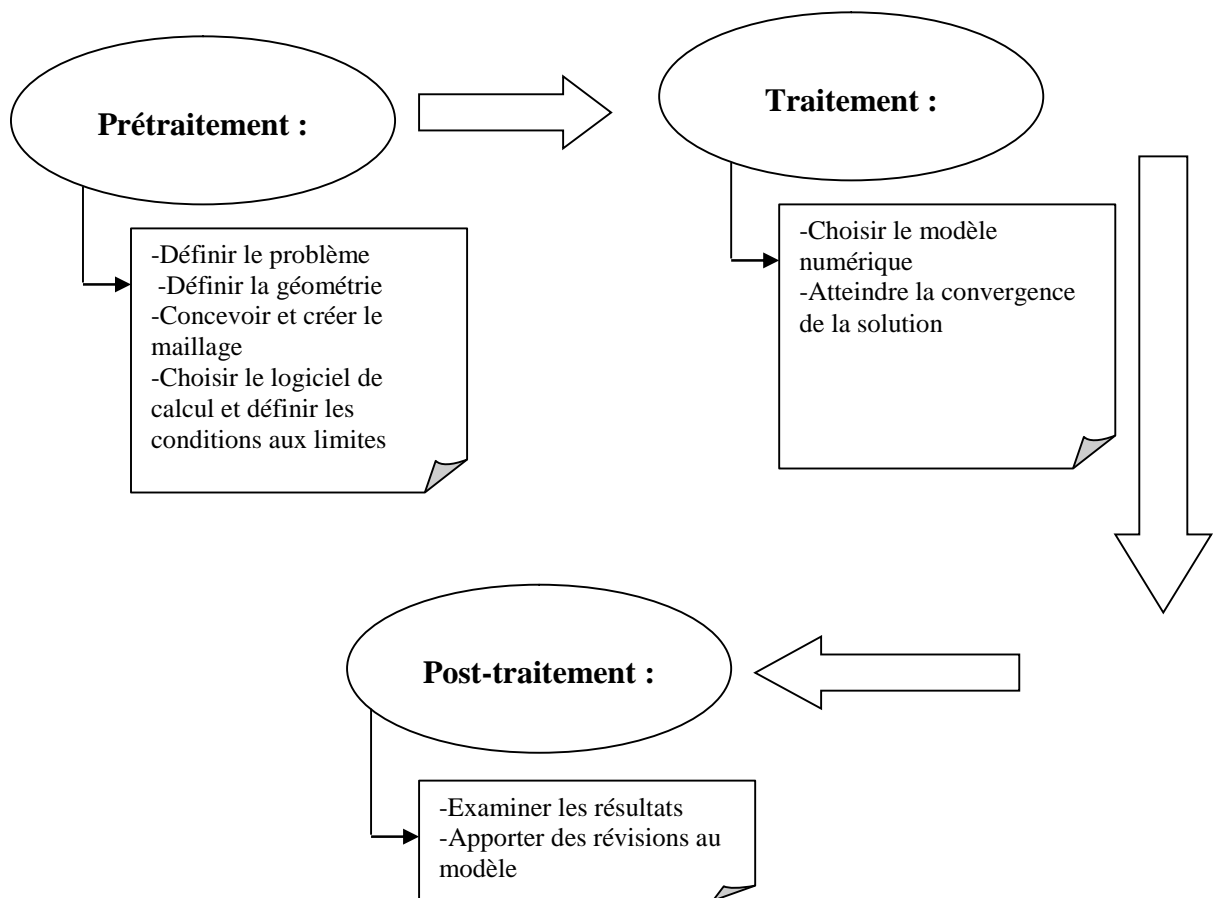 Prétraitement :
-Définir le problème
-Définir la géométrie
-Concevoir et créer le
maillage
-Choisir le logiciel de
calcul et définir les
conditions aux limites
Traitement :
-Choisir le modèle
numérique
-Atteindre la convergence
de la solution
Post-traitement :
-Examiner les résultats
-Apporter des révisions au
modèle